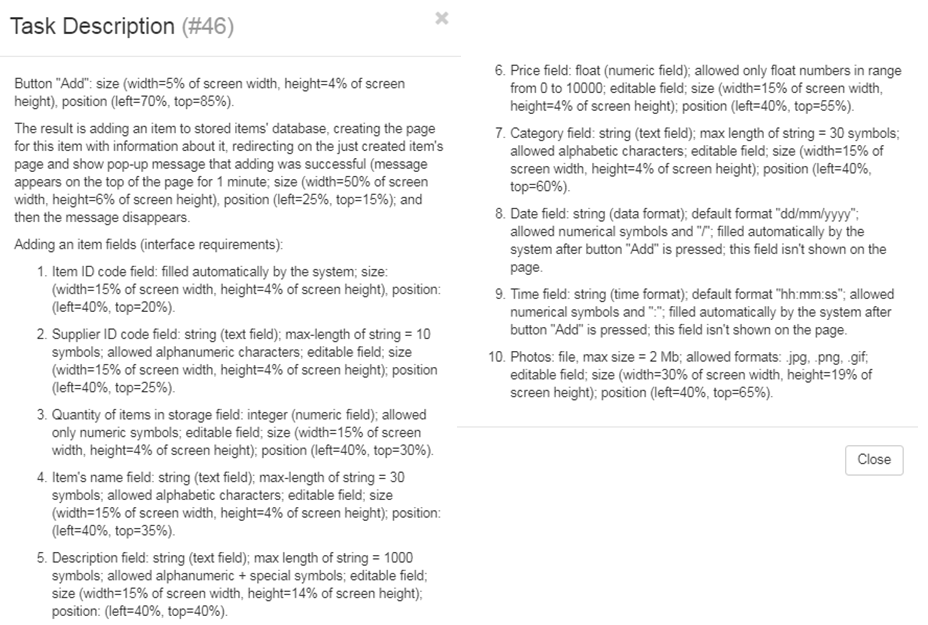 Task Description (#46)
×
Button "Add": size (width=5% of screen width, height=4% of screen
height), position (left=70%, top=85%).
The result is adding an item to stored items' database, creating the page
for this item with information about it, redirecting on the just created item's
page and show pop-up message that adding was successful (message
appears on the top of the page for 1 minute; size (width=50% of screen
width, height=6% of screen height), position (left=25%, top=15%); and
then the message disappears.
Adding an item fields (interface requirements):
1. Item ID code field: filled automatically by the system; size:
(width=15% of screen width, height=4% of screen height), position:
(left=40%, top=20%).
2. Supplier ID code field: string (text field); max-length of string = 10
symbols; allowed alphanumeric characters; editable field; size
(width=15% of screen width, height=4% of screen height); position
(left=40%, top=25%).
3. Quantity of items in storage field: integer (numeric field); allowed
only numeric symbols; editable field; size (width=15% of screen
width, height=4% of screen height); position (left=40%, top=30%).
4. Item's name field: string (text field); max-length of string = 30
symbols; allowed alphabetic characters; editable field; size
(width=15% of screen width, height=4% of screen height); position:
(left=40%, top=35%).
5. Description field: string (text field); max length of string = 1000
symbols; allowed alphanumeric + special symbols; editable field;
size (width=15% of screen width, height=14% of screen height);
position: (left=40%, top=40%).
6. Price field: float (numeric field); allowed only float numbers in range
from 0 to 10000; editable field; size (width=15% of screen width,
height=4% of screen height); position (left=40%, top=55%).
7. Category field: string (text field); max length of string = 30 symbols;
allowed alphabetic characters; editable field; size (width=15% of
screen width, height=4% of screen height); position (left=40%,
top=60%).
8. Date field: string (data format); default format "dd/mm/yyyy";
allowed numerical symbols and "/"; filled automatically by the
system after button "Add" is pressed; this field isn't shown on the
page.
9. Time field: string (time format); default format "hh:mm:ss"; allowed
numerical symbols and ":"; filled automatically by the system after
button "Add" is pressed; this field isn't shown on the page.
10. Photos: file, max size = 2 Mb; allowed formats: .jpg, .png, .gif;
editable field; size (width=30% of screen width, height=19% of
screen height); position (left=40%, top=65%).
Close